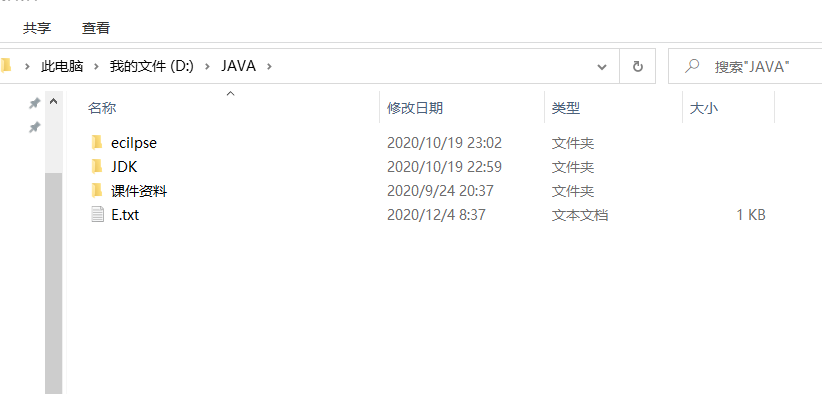 共享 查看
此电脑 我的文件 (D:) JAVA 搜索"JAVA"
名称 修改日期 类型 大小
ecilpse 2020/10/19 23:02 文件夹
JDK 2020/10/19 22:59 文件夹
课件资料 2020/9/24 20:37 文件夹
E.txt 2020/12/4 8:37 文本文档 1 KB